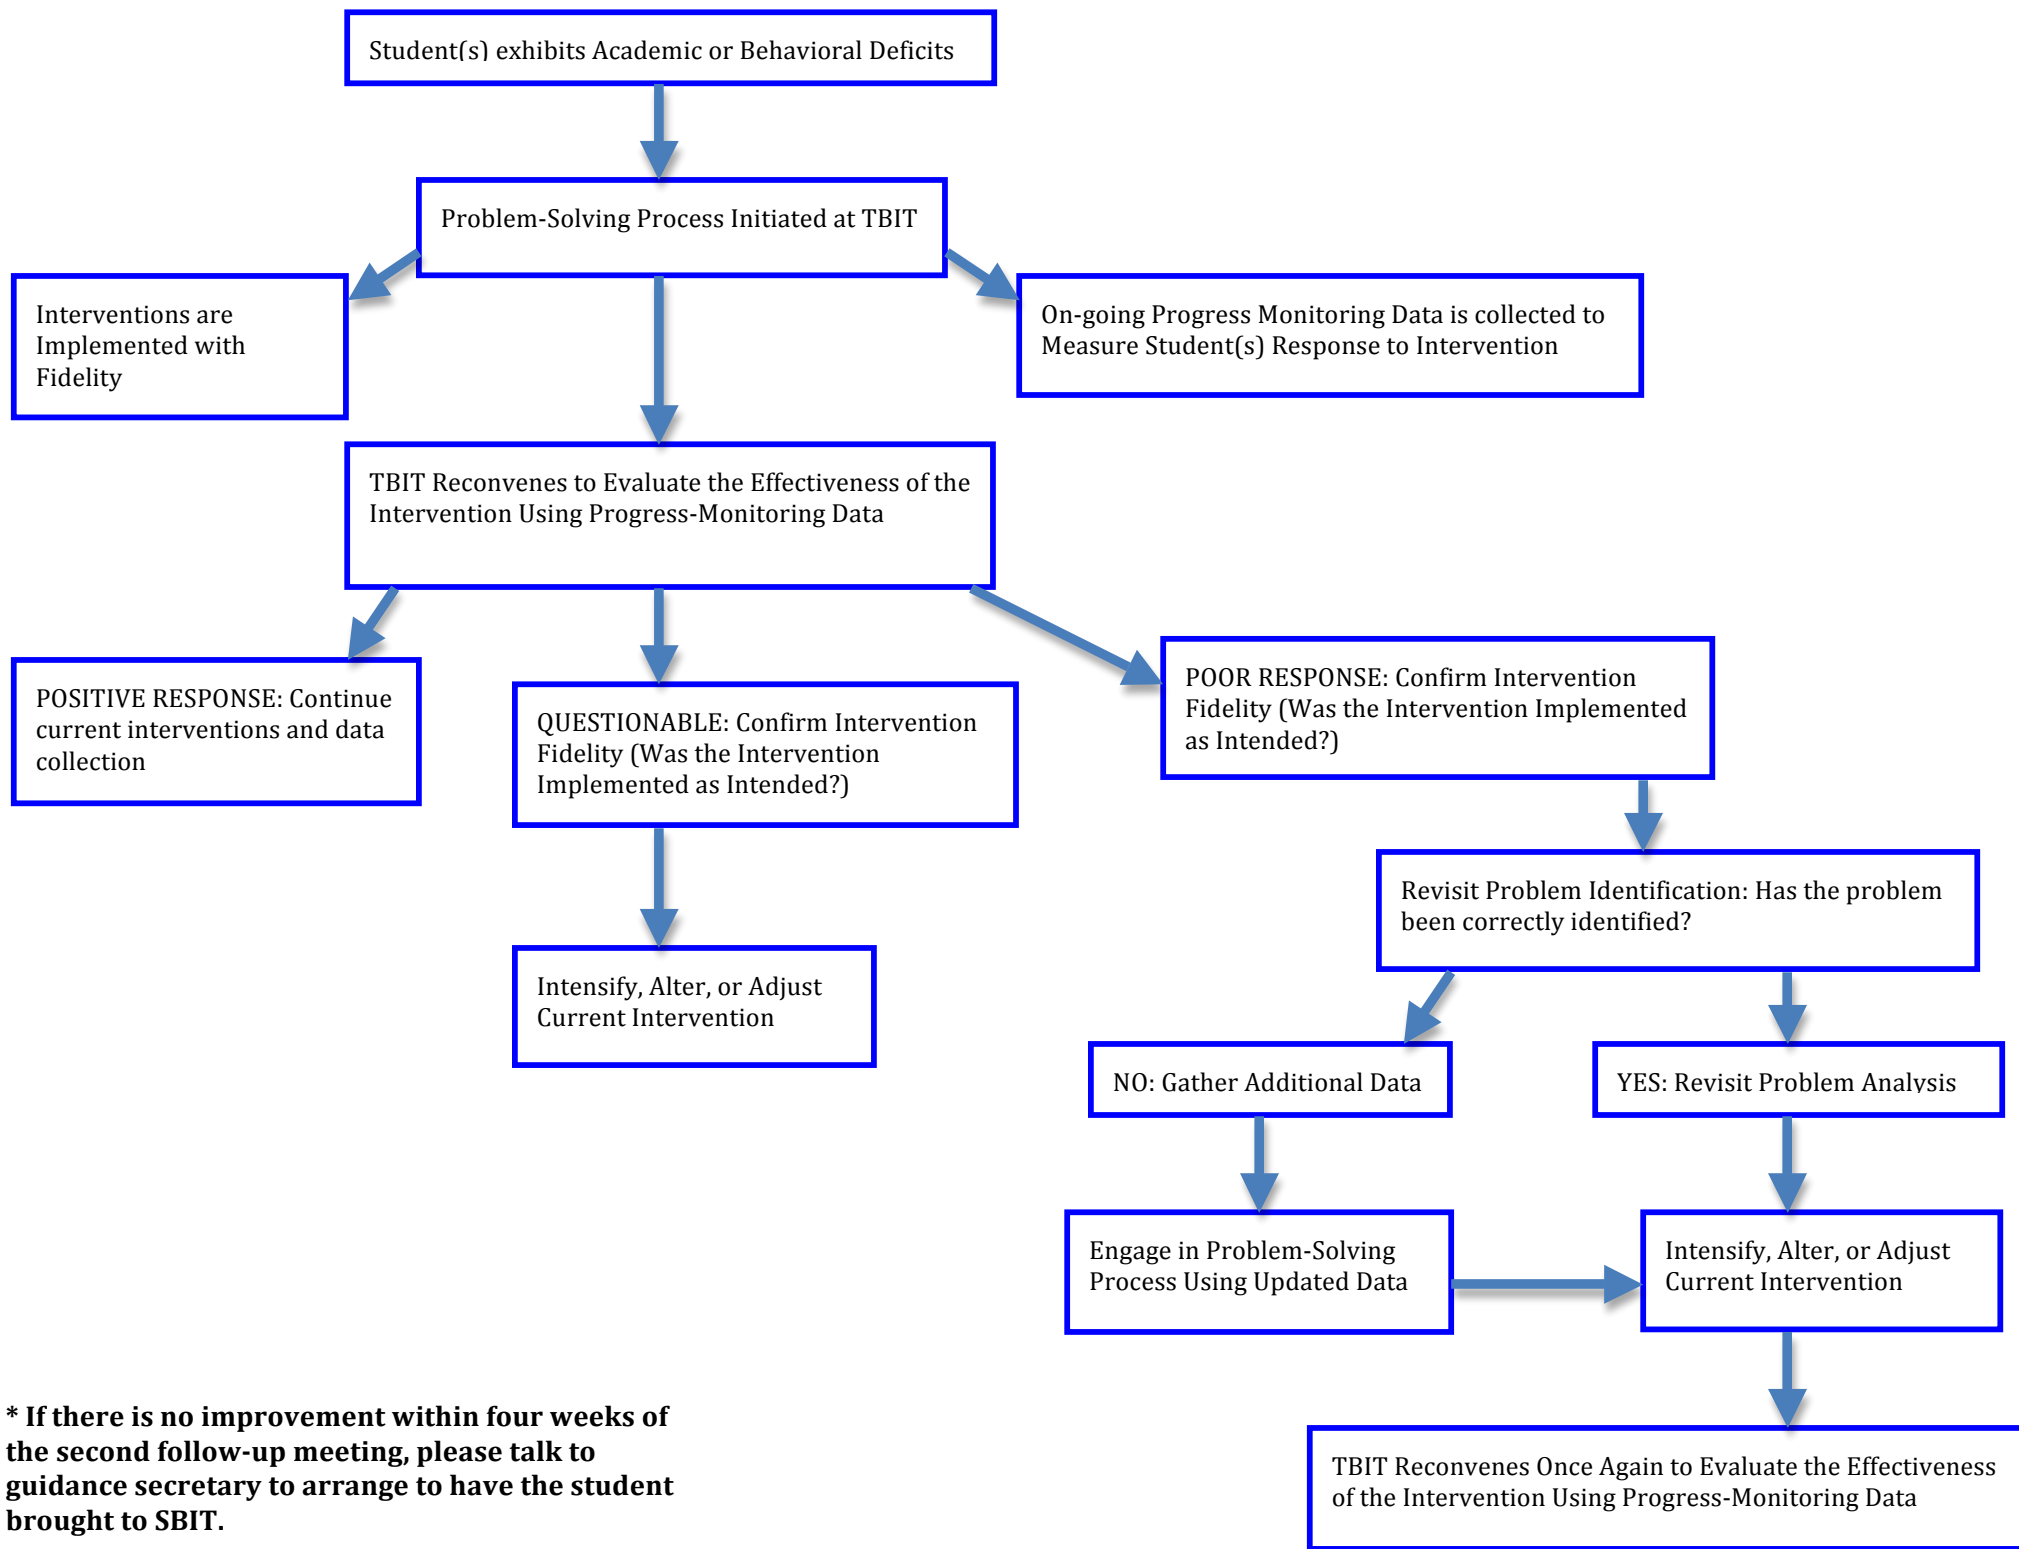 Student(s) exhibits Academic or Behavioral Deficits
Problem-Solving Process Initiated at TBIT
Interventions are
Implemented with
Fidelity
On-going Progress Monitoring Data is collected to
Measure Student(s) Response to Intervention
TBIT Reconvenes to Evaluate the Effectiveness of the
Intervention Using Progress-Monitoring Data
POSITIVE RESPONSE: Continue
current interventions and data
collection
QUESTIONABLE: Confirm Intervention
Fidelity (Was the Intervention
Implemented as Intended?)
POOR RESPONSE: Confirm Intervention
Fidelity (Was the Intervention Implemented
as Intended?)
Revisit Problem Identification: Has the problem
been correctly identified?
Intensify, Alter, or Adjust
Current Intervention
NO: Gather Additional Data
YES: Revisit Problem Analysis
Engage in Problem-Solving
Process Using Updated Data
Intensify, Alter, or Adjust
Current Intervention
* If there is no improvement within four weeks of
the second follow-up meeting, please talk to
guidance secretary to arrange to have the student
brought to SBIT.
TBIT Reconvenes Once Again to Evaluate the Effectiveness
of the Intervention Using Progress-Monitoring Data